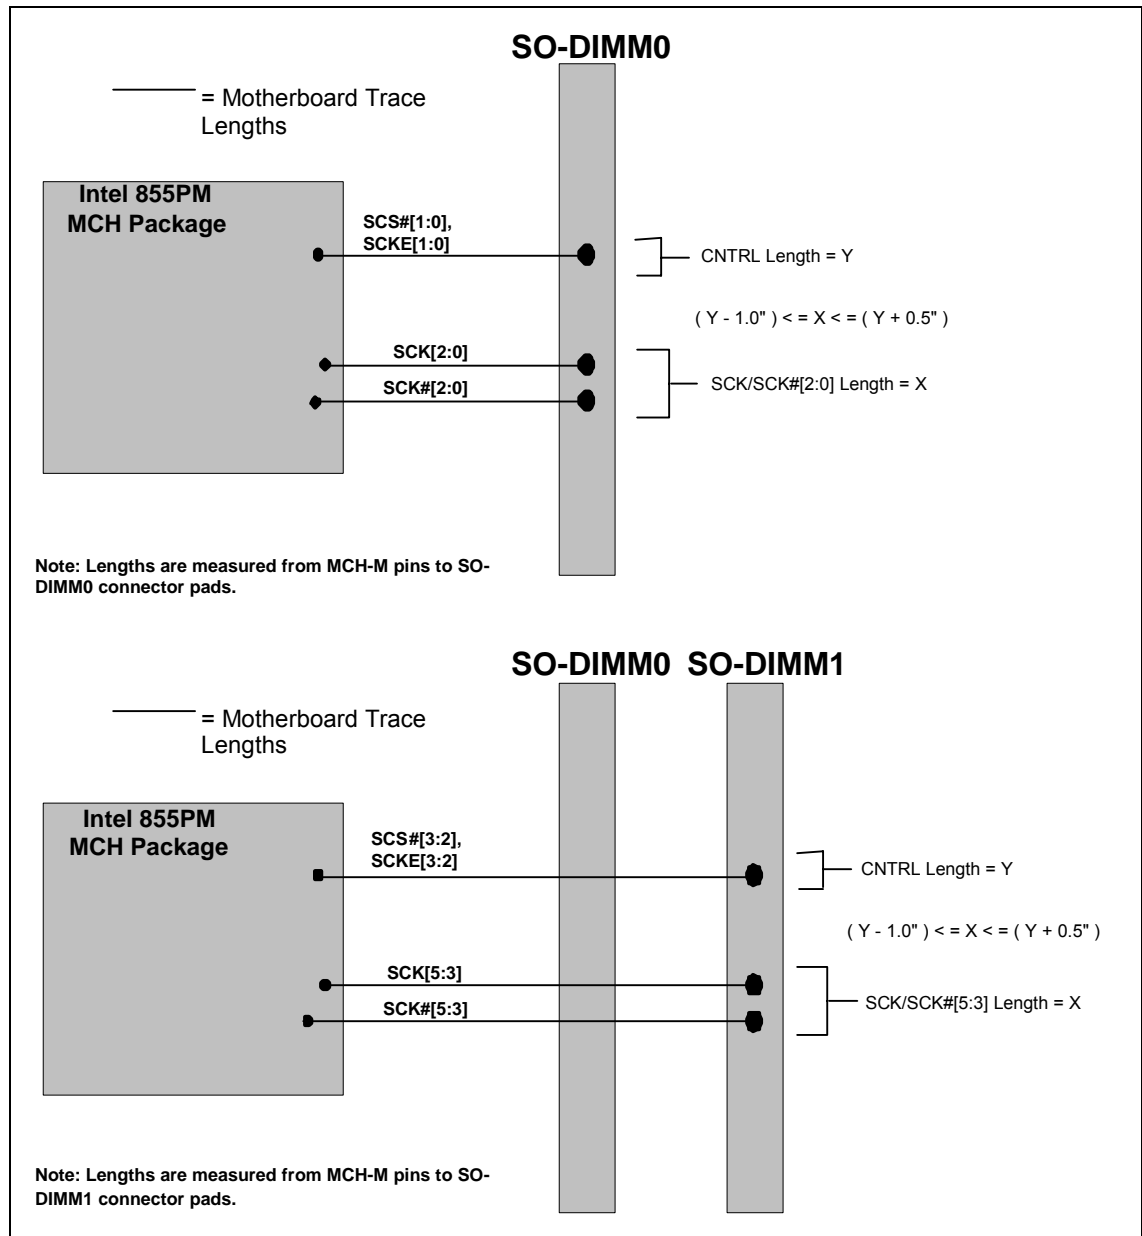 SO-DIMM0
= Motherboard Trace
Lengths
Intel 855PM
MCH Package
SCS#[1:0],
SCKE[1:0]
CNTRL Length = Y
( Y - 1.0" ) < = X < = ( Y + 0.5" )
SCK[2:0]
SCK#[2:0]
SCK/SCK#[2:0] Length = X
Note: Lengths are measured from MCH-M pins to SO-
DIMM0 connector pads.
SO-DIMM0 SO-DIMM1
= Motherboard Trace
Lengths
Intel 855PM
MCH Package
SCS#[3:2],
SCKE[3:2]
CNTRL Length = Y
( Y - 1.0" ) < = X < = ( Y + 0.5" )
SCK[5:3]
SCK#[5:3]
SCK/SCK#[5:3] Length = X
Note: Lengths are measured from MCH-M pins to SO-
DIMM1 connector pads.